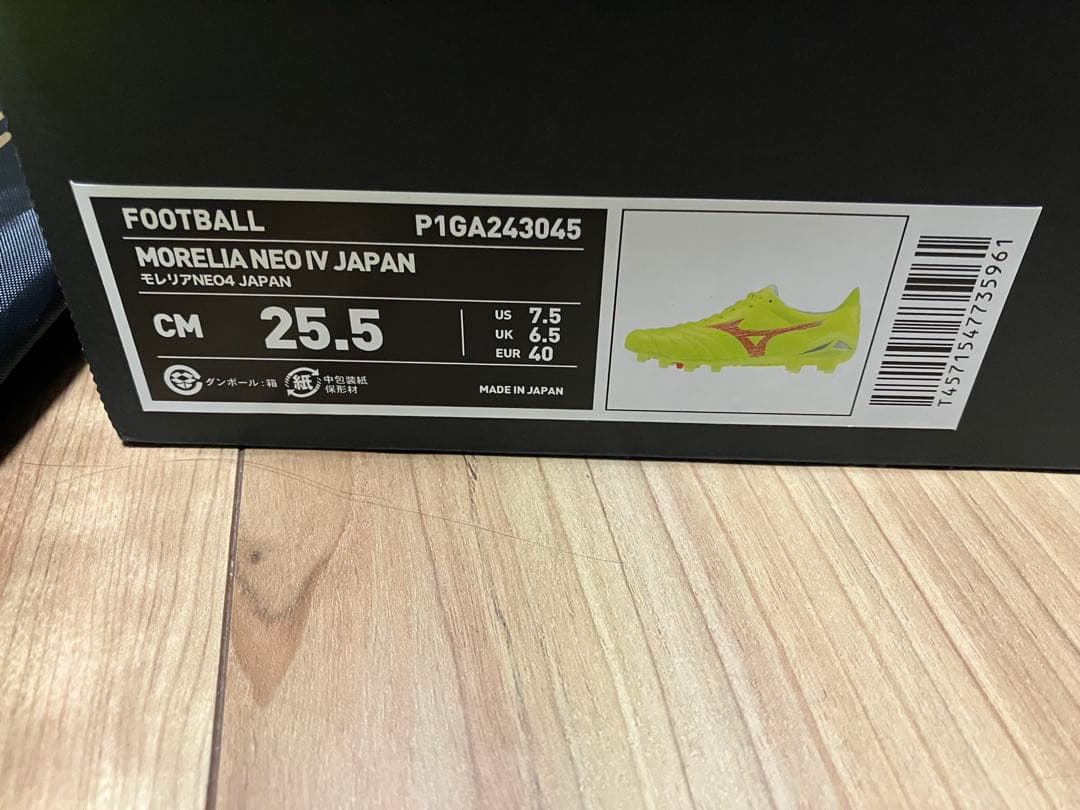 FOOTBALL P1GA243045
MORELIA NEO IV JAPAN
モレリアNEO4 JAPAN
CM 25.5
US 7.5
UK 6.5
EUR 40
ダンボール：箱
紙
中包装紙
保形材
MADE IN JAPAN
T4571547735961